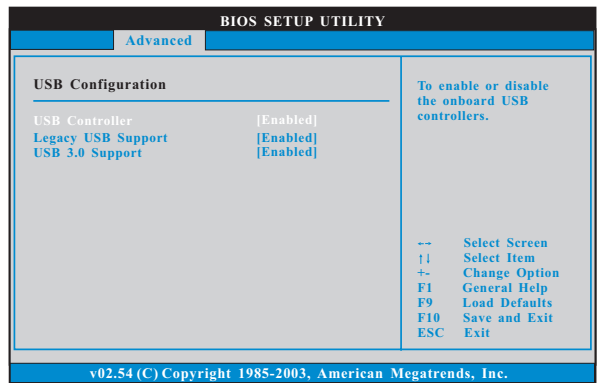 BIOS SETUP UTILITY
Advanced
USB Configuration
USB Controller [Enabled]
Legacy USB Support [Enabled]
USB 3.0 Support [Enabled]
To enable or disable
the onboard USB
controllers.
←→ Select Screen
↑↓ Select Item
+- Change Option
F1 General Help
F9 Load Defaults
F10 Save and Exit
ESC Exit
v02.54 (C) Copyright 1985-2003, American Megatrends, Inc.